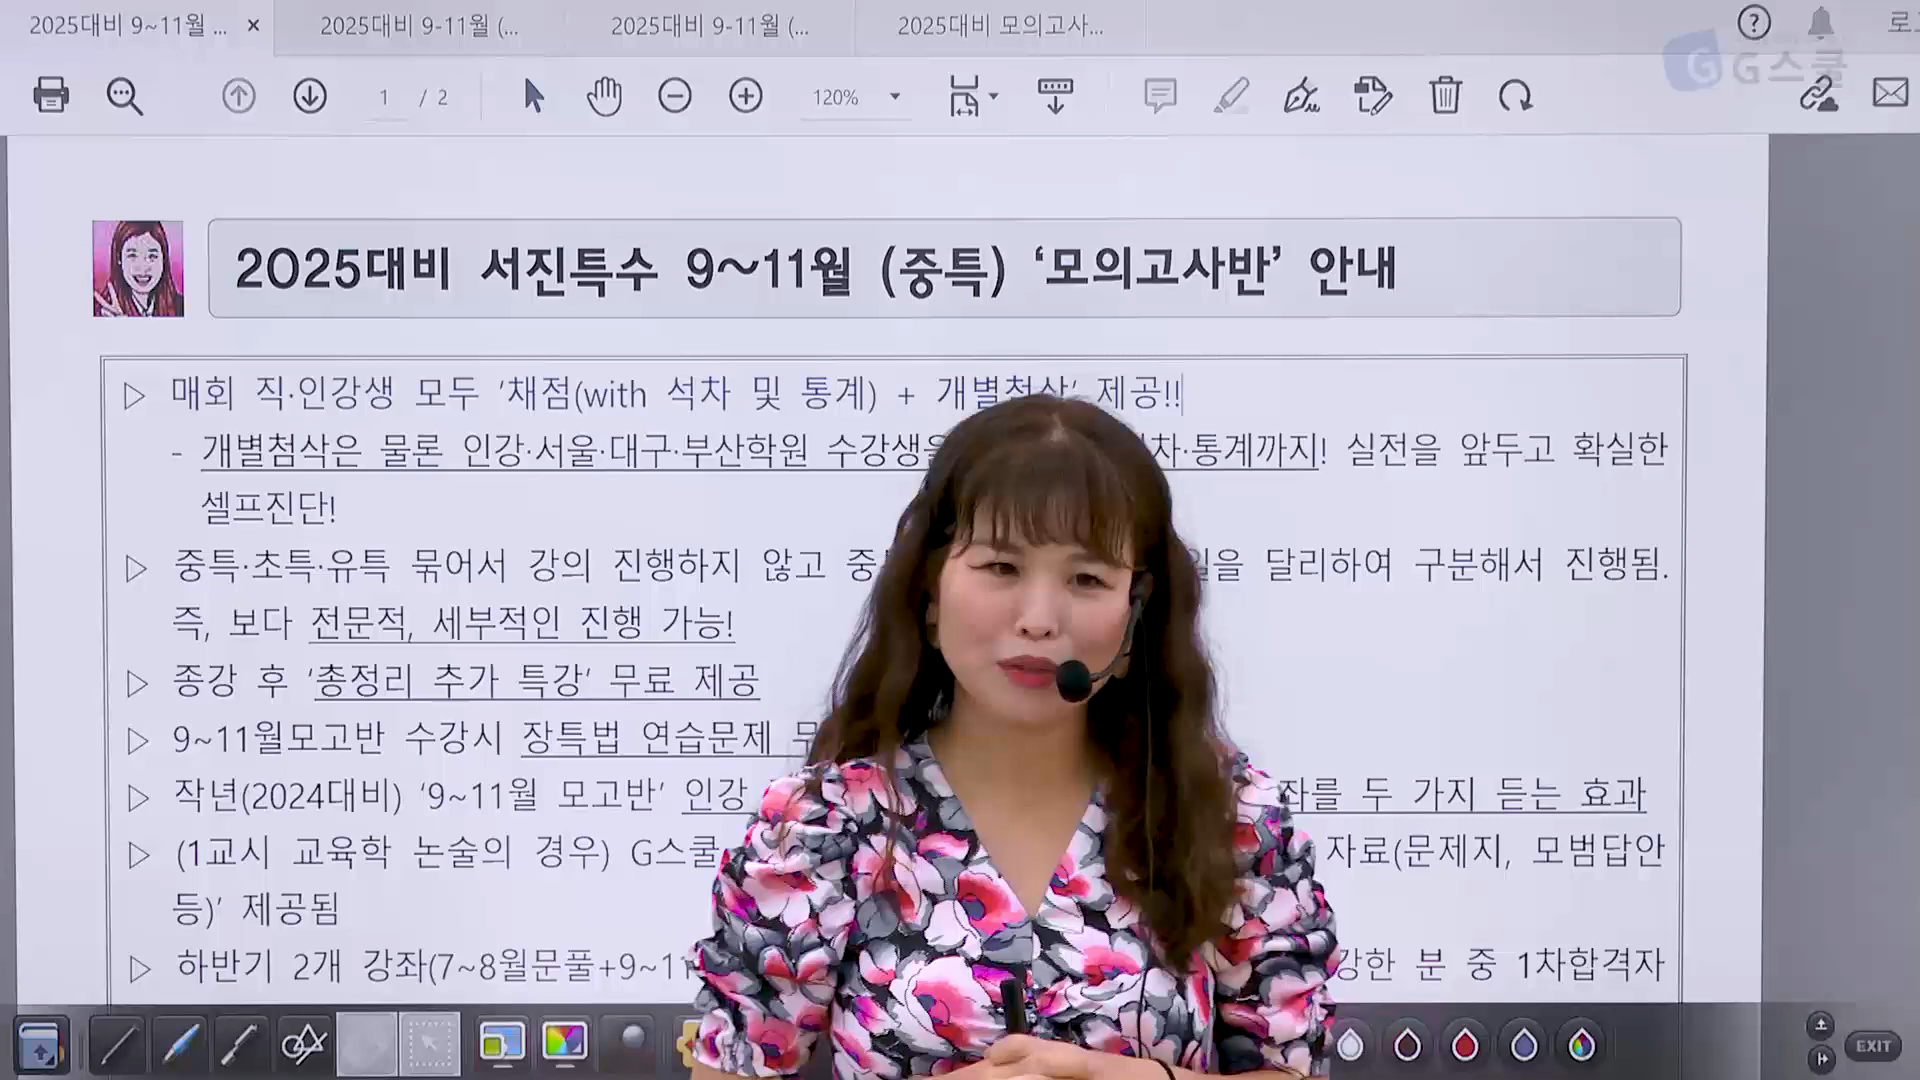 2025대비 9~11월 ...
2025대비 9-11월 (...
2025대비 9-11월 (...
2025대비 모의고사...
?
로그
G G스쿨
1 / 2
120%
2025대비 서진특수 9~11월 (중특) ‘모의고사반’ 안내
▷ 매회 직·인강생 모두 ‘채점(with 석차 및 통계) + 개별첨삭’ 제공!!
- 개별첨삭은 물론 인강·서울·대구·부산학원 수강생을 차·통계까지! 실전을 앞두고 확실한
셀프진단!
▷ 중특·초특·유특 묶어서 강의 진행하지 않고 중 일을 달리하여 구분해서 진행됨.
즉, 보다 전문적, 세부적인 진행 가능!
▷ 종강 후 ‘총정리 추가 특강’ 무료 제공
▷ 9~11월모고반 수강시 장특법 연습문제
▷ 작년(2024대비) ‘9~11월 모고반’ 인강 좌를 두 가지 듣는 효과
▷ (1교시 교육학 논술의 경우) G스쿨 자료(문제지, 모범답안
등)’ 제공됨
▷ 하반기 2개 강좌(7~8월문풀+9~11 강한 분 중 1차합격자
EXIT